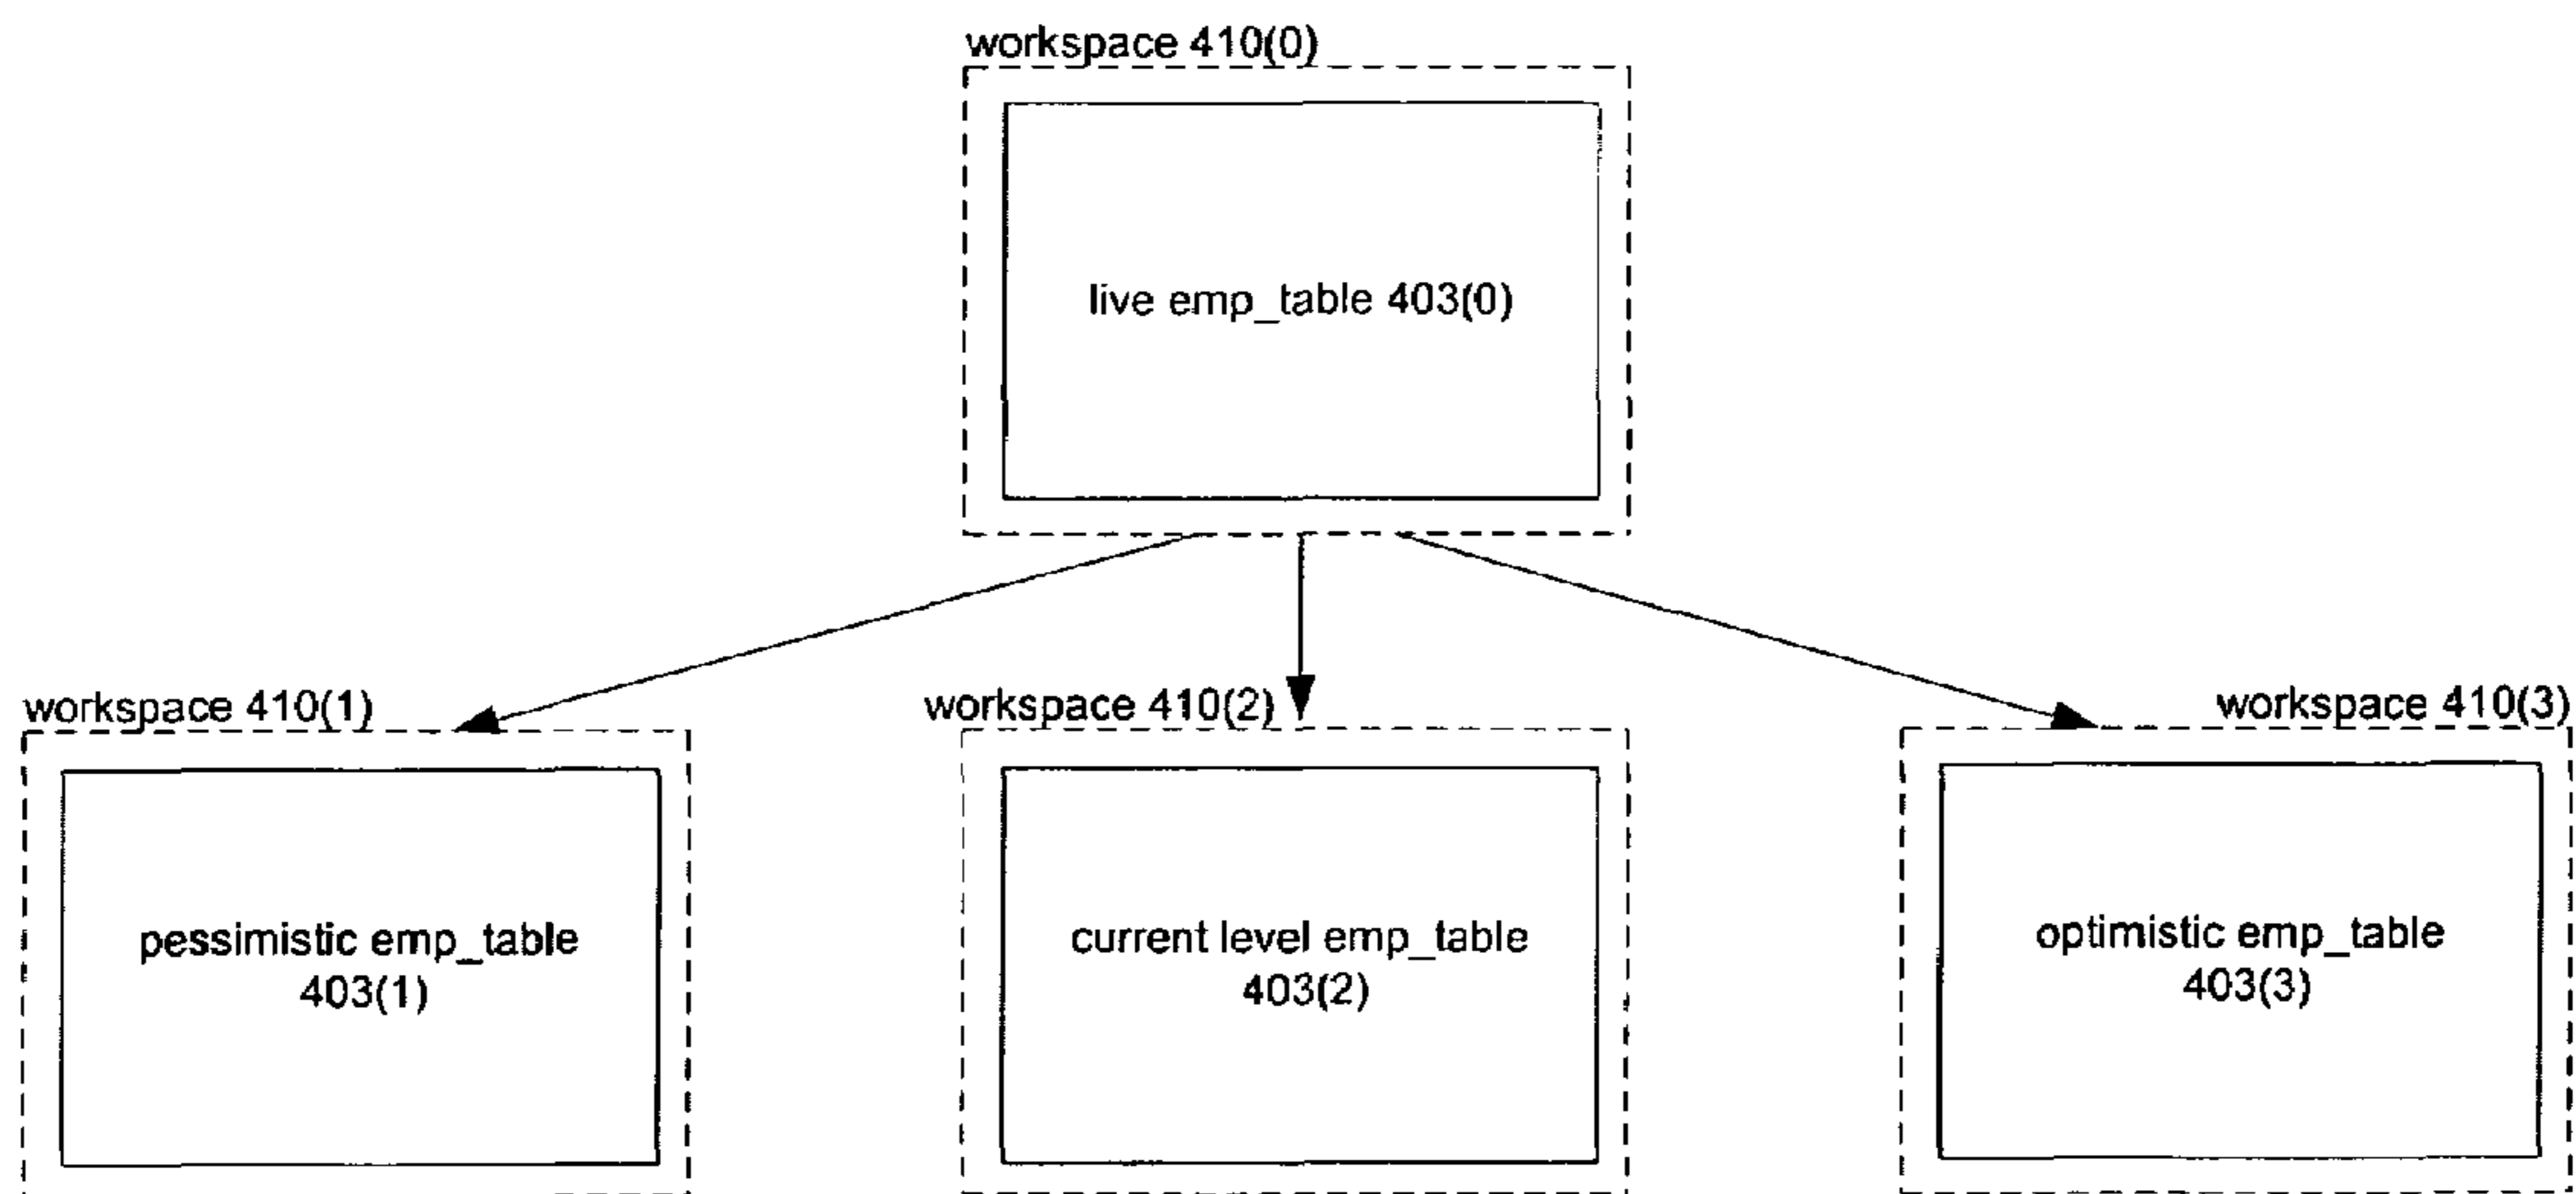 workspace 410(0)
live emp_table 403(0)
workspace 410(1)
workspace 410(2)
workspace 410(3)
pessimistic emp_table
403(1)
current level emp_table
403(2)
optimistic emp_table
403(3)